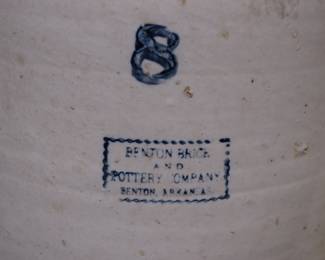 8
BENTON BRICK
AND
POTTERY COMPANY
BENTON, ARKANSAS